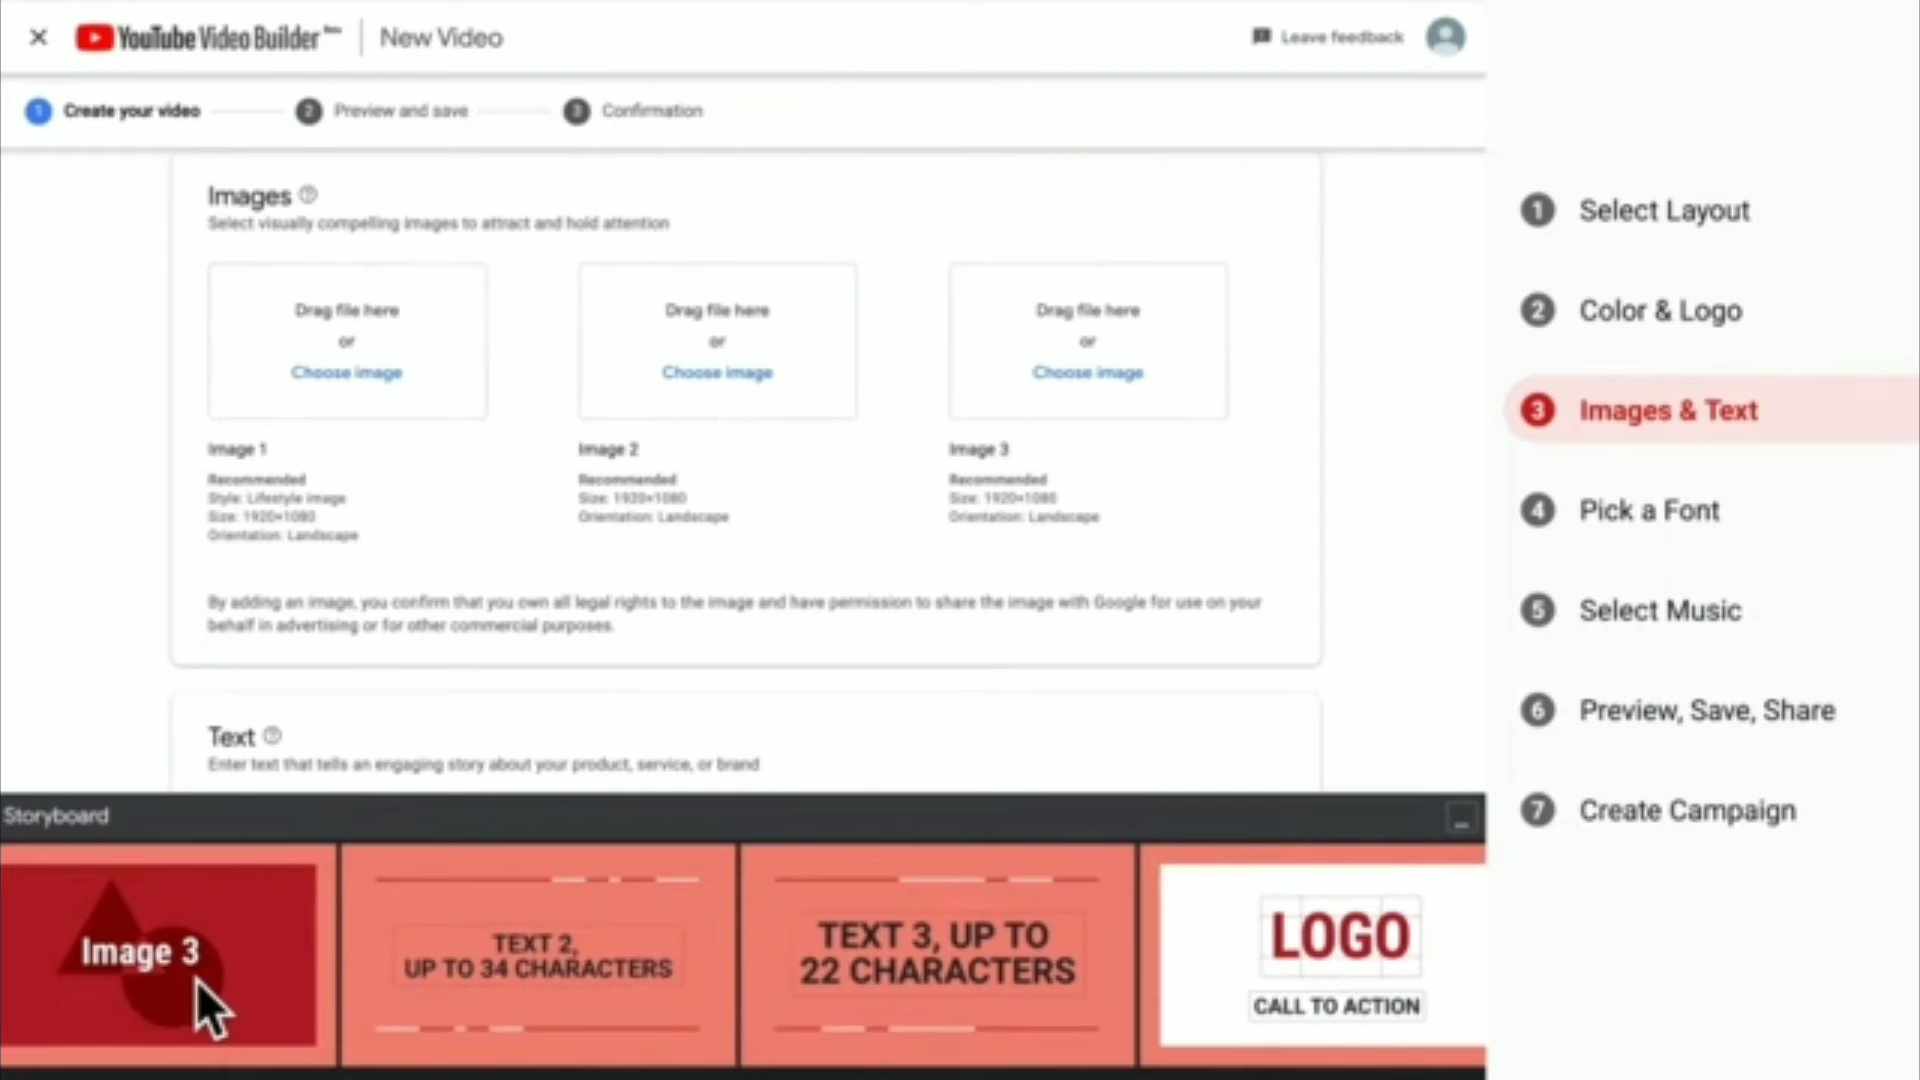 YouTube Video Builder Beta
New Video
Leave feedback
1 Create your video
2 Preview and save
3 Confirmation
Images
Select visually compelling images to attract and hold attention
Drag file here
or
Choose image
Drag file here
or
Choose image
Drag file here
or
Choose image
Image 1
Recommended
Style: Lifestyle image
Size: 1920×1080
Orientation: Landscape
Image 2
Recommended
Size: 1920×1080
Orientation: Landscape
Image 3
Recommended
Size: 1920×1080
Orientation: Landscape
By adding an image, you confirm that you own all legal rights to the image and have permission to share the image with Google for use on your
behalf in advertising or for other commercial purposes.
Text
Enter text that tells an engaging story about your product, service, or brand
Storyboard
Image 3
TEXT 2,
UP TO 34 CHARACTERS
TEXT 3, UP TO
22 CHARACTERS
LOGO
CALL TO ACTION
1 Select Layout
2 Color & Logo
3 Images & Text
4 Pick a Font
5 Select Music
6 Preview, Save, Share
7 Create Campaign